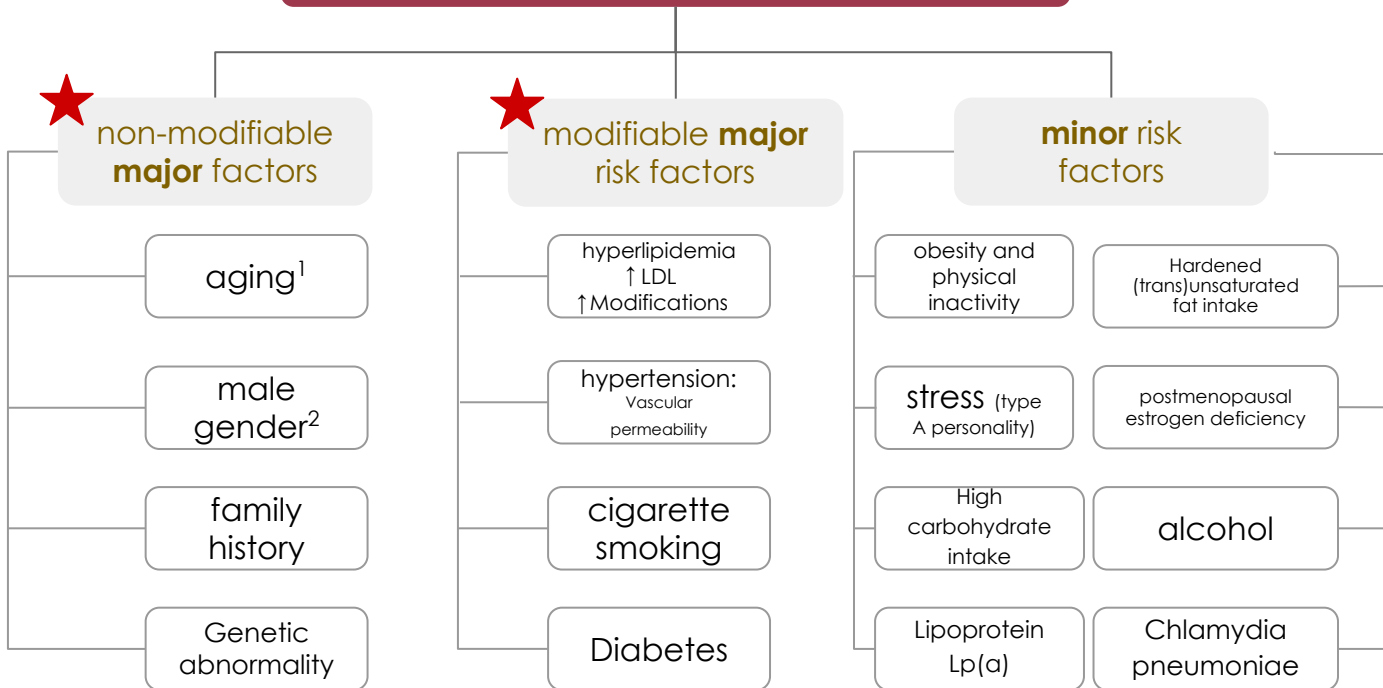 non-modifiable
major factors
aging¹
male
gender²
family
history
Genetic
abnormality
modifiable major
risk factors
hyperlipidemia
↑ LDL
↑Modifications
hypertension:
Vascular
permeability
cigarette
smoking
Diabetes
minor risk
factors
obesity and
physical
inactivity
stress (type
A personality)
High
carbohydrate
intake
Lipoprotein
Lp(a)
Hardened
(trans)unsaturated
fat intake
postmenopausal
estrogen deficiency
alcohol
Chlamydia
pneumoniae